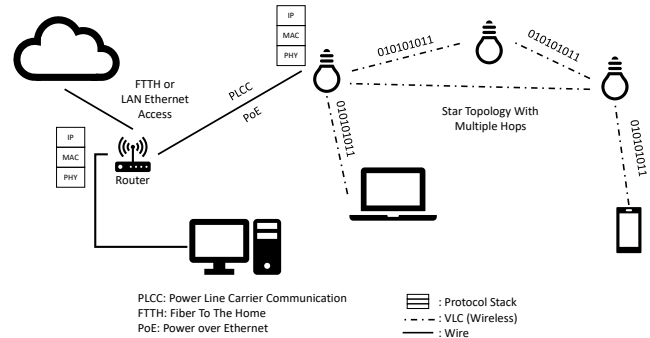 IP
MAC
PHY
010101011
010101011
FTTH or
LAN Ethernet
Access
PLCC
PoE
010101011
Star Topology With
Multiple Hops
010101011
IP
MAC
PHY
Router
PLCC: Power Line Carrier Communication
FTTH: Fiber To The Home
PoE: Power over Ethernet
: Protocol Stack
: VLC (Wireless)
: Wire